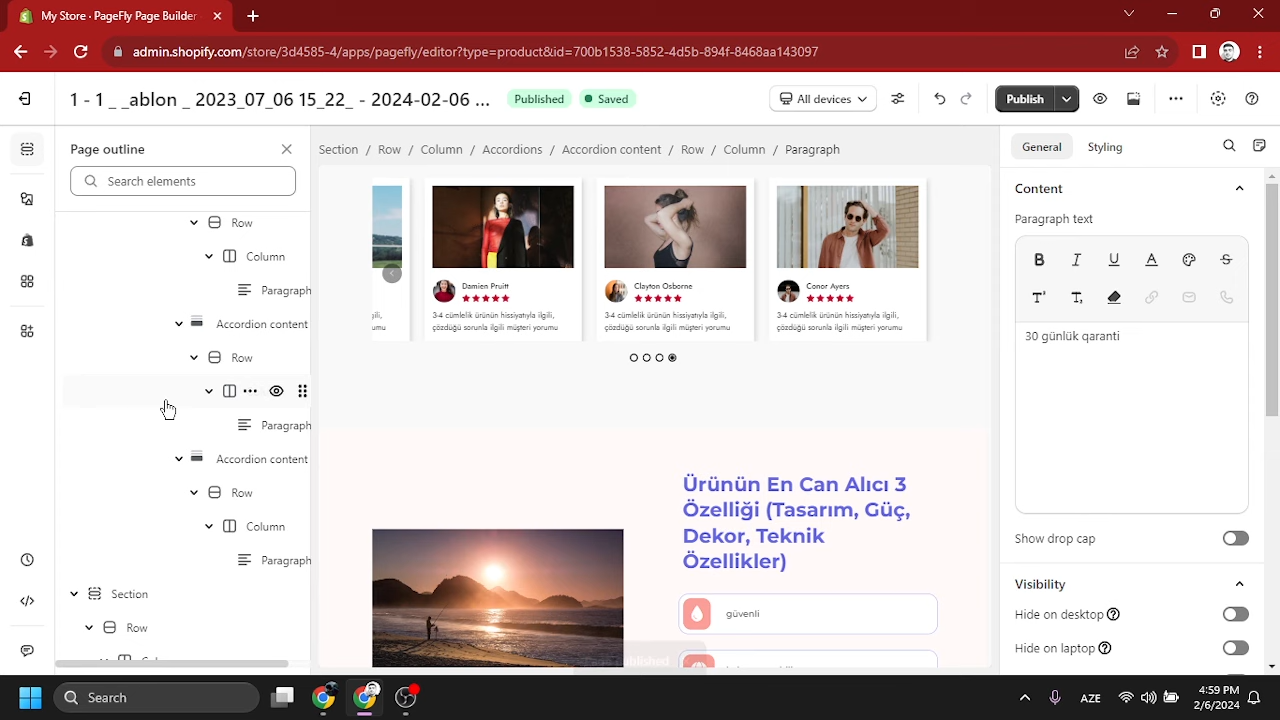 My Store · PageFly Page Builder
admin.shopify.com/store/3d4585-4/apps/pagefly/editor?type=product&id=700b1538-5852-4d5b-894f-8468aa143097
1 - 1 _ _ablon _ 2023_07_06 15_22_ - 2024-02-06 ...
Published
Saved
All devices
Publish
Page outline
Search elements
Row
Column
Paragraph
Accordion content
Row
Paragraph
Accordion content
Row
Column
Paragraph
Section
Row
Section / Row / Column / Accordions / Accordion content / Row / Column / Paragraph
Damien Pruitt
3-4 cümlelik ürünün hissiyatıyla ilgili,
çözdüğü sorunla ilgili müşteri yorumu
Clayton Osborne
3-4 cümlelik ürünün hissiyatıyla ilgili,
çözdüğü sorunla ilgili müşteri yorumu
Conor Ayers
3-4 cümlelik ürünün hissiyatıyla ilgili,
çözdüğü sorunla ilgili müşteri yorumu
Ürünün En Can Alıcı 3
Özelliği (Tasarım, Güç,
Dekor, Teknik
Özellikler)
güvenli
General
Styling
Content
Paragraph text
30 günlük qaranti
Show drop cap
Visibility
Hide on desktop
Hide on laptop
Search
AZE
4:59 PM
2/6/2024